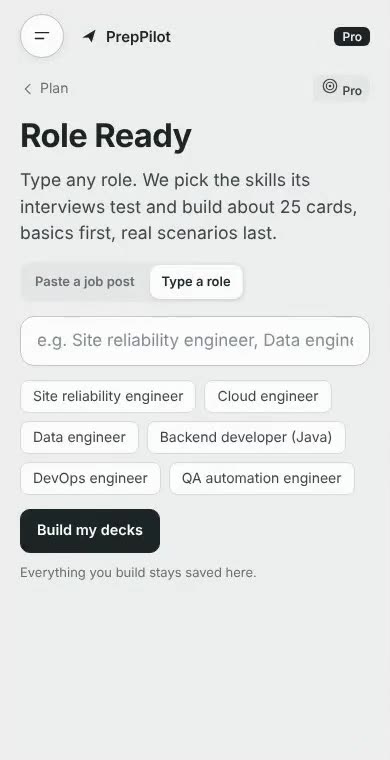 PrepPilot
Pro
Plan
Pro
Role Ready
Type any role. We pick the skills its
interviews test and build about 25 cards,
basics first, real scenarios last.
Paste a job post
Type a role
e.g. Site reliability engineer, Data engine
Site reliability engineer
Cloud engineer
Data engineer
Backend developer (Java)
DevOps engineer
QA automation engineer
Build my decks
Everything you build stays saved here.